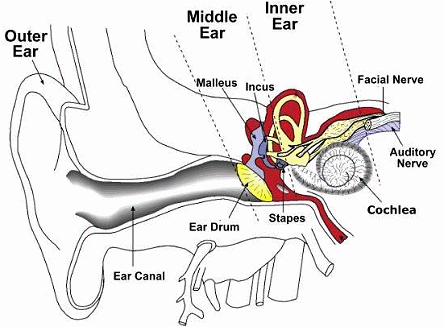 Outer
Ear
Middle
Ear
Inner
Ear
Malleus
Incus
Facial Nerve
Auditory
Nerve
Cochlea
Stapes
Ear Drum
Ear Canal